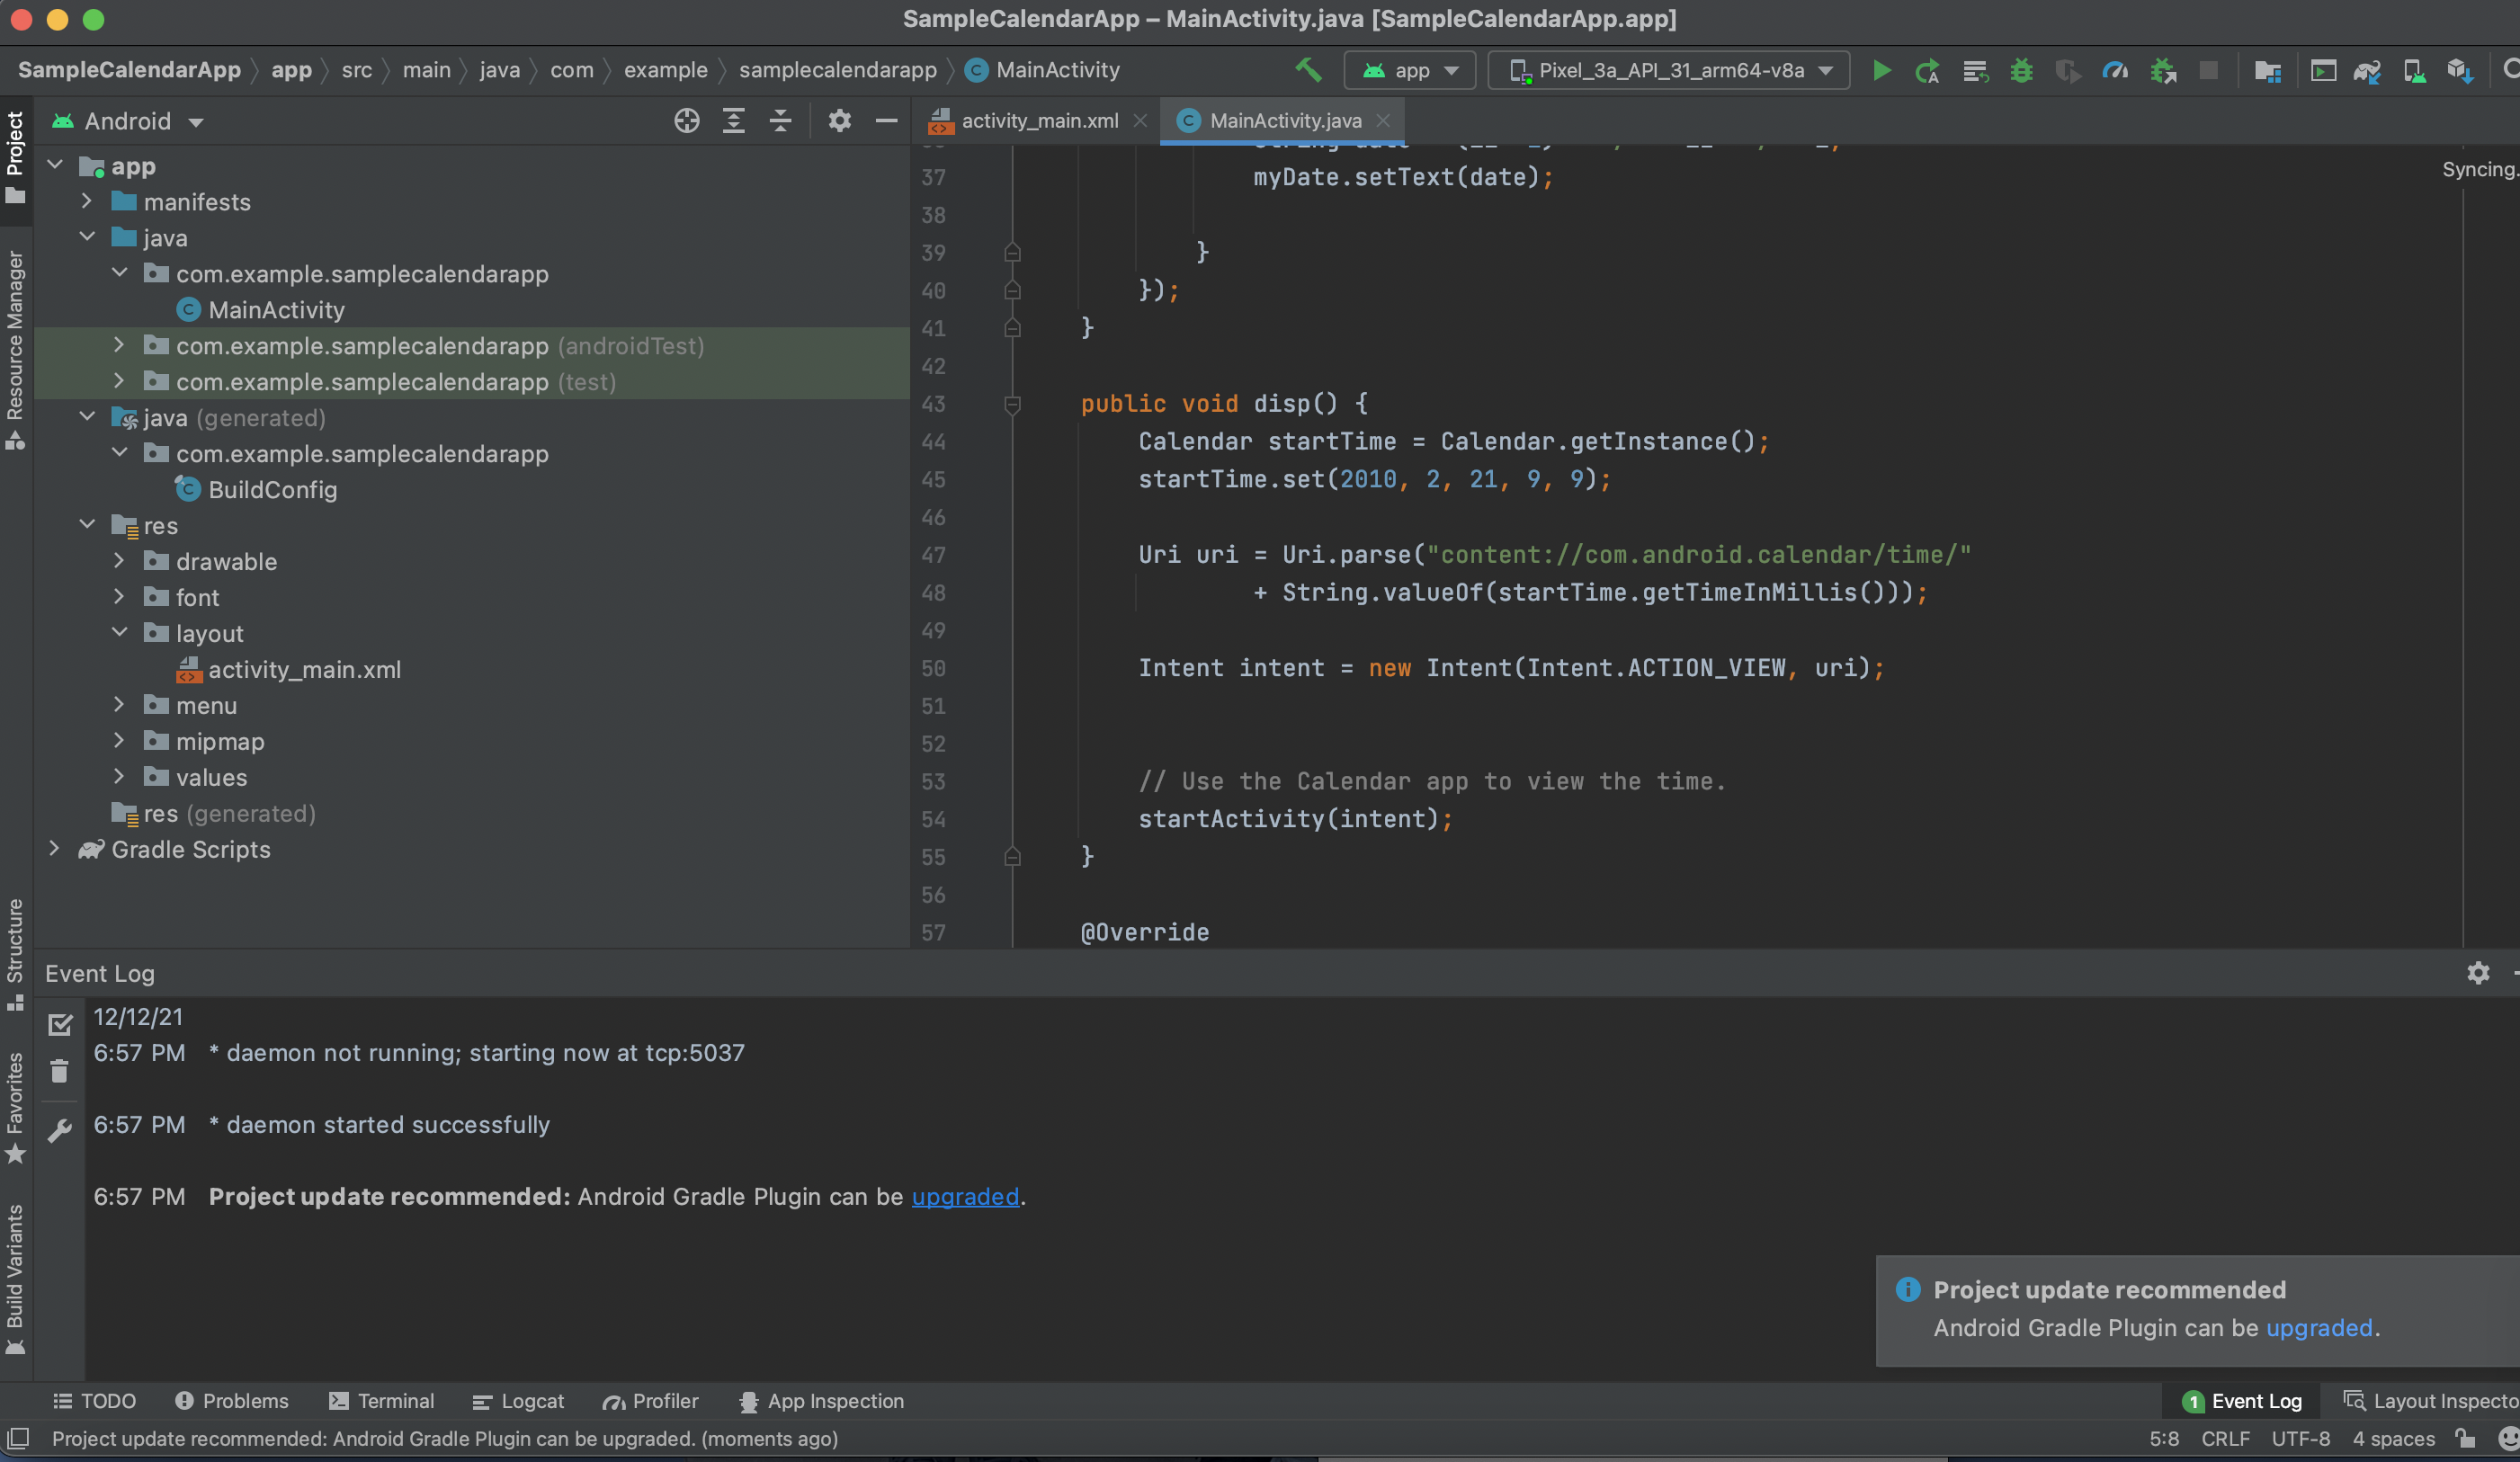 SampleCalendarApp – MainActivity.java [SampleCalendarApp.app]
SampleCalendarApp app src main java com example samplecalendarapp MainActivity
app
Pixel_3a_API_31_arm64-v8a
Project
Resource Manager
Structure
Favorites
Build Variants
Android
app
manifests
java
com.example.samplecalendarapp
MainActivity
com.example.samplecalendarapp (androidTest)
com.example.samplecalendarapp (test)
java (generated)
com.example.samplecalendarapp
BuildConfig
res
drawable
font
layout
activity_main.xml
menu
mipmap
values
res (generated)
Gradle Scripts
activity_main.xml
MainActivity.java
Syncing.
37 myDate.setText(date);
38
39 }
40 });
41 }
42
43 public void disp() {
44 Calendar startTime = Calendar.getInstance();
45 startTime.set(2010, 2, 21, 9, 9);
46
47 Uri uri = Uri.parse("content://com.android.calendar/time/"
48 + String.valueOf(startTime.getTimeInMillis()));
49
50 Intent intent = new Intent(Intent.ACTION_VIEW, uri);
51
52
53 // Use the Calendar app to view the time.
54 startActivity(intent);
55 }
56
57 @Override
Event Log
12/12/21
6:57 PM * daemon not running; starting now at tcp:5037
6:57 PM * daemon started successfully
6:57 PM Project update recommended: Android Gradle Plugin can be upgraded.
Project update recommended
Android Gradle Plugin can be upgraded.
TODO Problems Terminal Logcat Profiler App Inspection
1 Event Log Layout Inspecto
Project update recommended: Android Gradle Plugin can be upgraded. (moments ago)
5:8 CRLF UTF-8 4 spaces